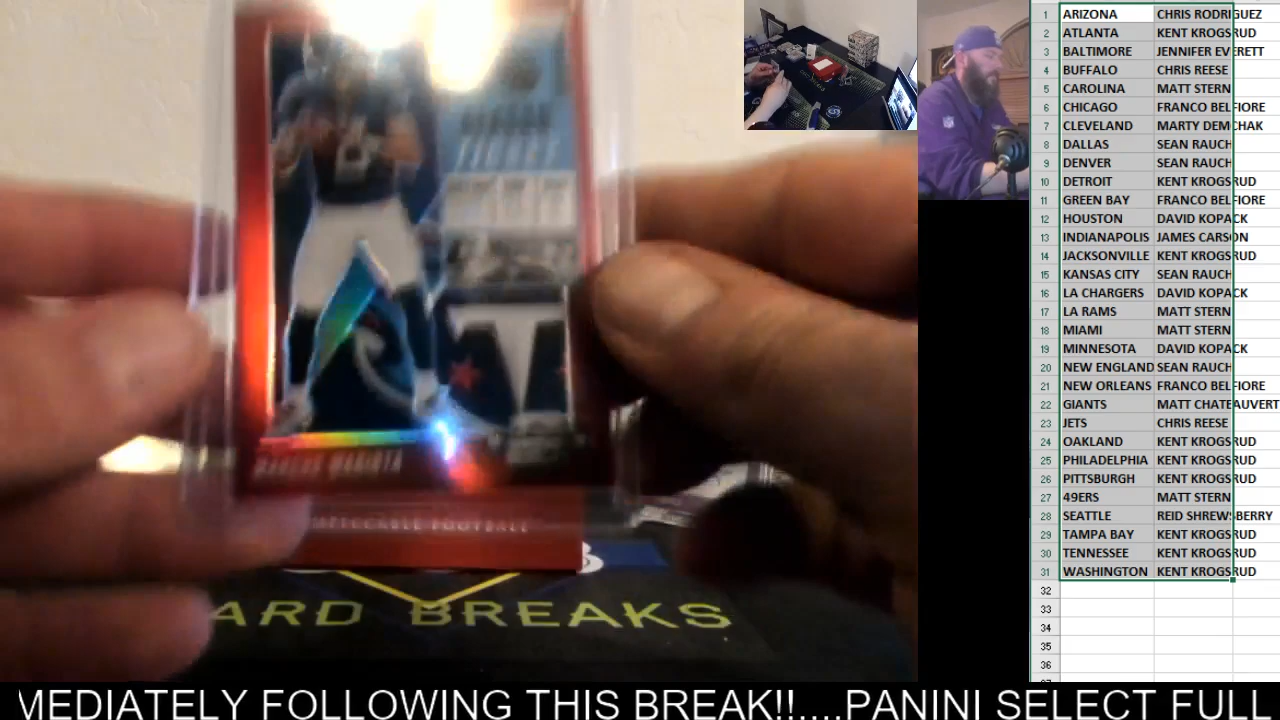 MARCUS MARIOTA
IMPECCABLE FOOTBALL
ARD BREAKS
1 ARIZONA CHRIS RODRIGUEZ
2 ATLANTA KENT KROGSRUD
3 BALTIMORE JENNIFER EVERETT
4 BUFFALO CHRIS REESE
5 CAROLINA MATT STERN
6 CHICAGO FRANCO BELFIORE
7 CLEVELAND MARTY DEMCHAK
8 DALLAS SEAN RAUCH
9 DENVER SEAN RAUCH
10 DETROIT KENT KROGSRUD
11 GREEN BAY FRANCO BELFIORE
12 HOUSTON DAVID KOPACK
13 INDIANAPOLIS JAMES CARSON
14 JACKSONVILLE KENT KROGSRUD
15 KANSAS CITY SEAN RAUCH
16 LA CHARGERS DAVID KOPACK
17 LA RAMS MATT STERN
18 MIAMI MATT STERN
19 MINNESOTA DAVID KOPACK
20 NEW ENGLAND SEAN RAUCH
21 NEW ORLEANS FRANCO BELFIORE
22 GIANTS MATT CHATEAUVERT
23 JETS CHRIS REESE
24 OAKLAND KENT KROGSRUD
25 PHILADELPHIA KENT KROGSRUD
26 PITTSBURGH KENT KROGSRUD
27 49ERS MATT STERN
28 SEATTLE REID SHREWSBERRY
29 TAMPA BAY KENT KROGSRUD
30 TENNESSEE KENT KROGSRUD
31 WASHINGTON KENT KROGSRUD
32
33
34
35
36
MEDIATELY FOLLOWING THIS BREAK!!....PANINI SELECT FULL